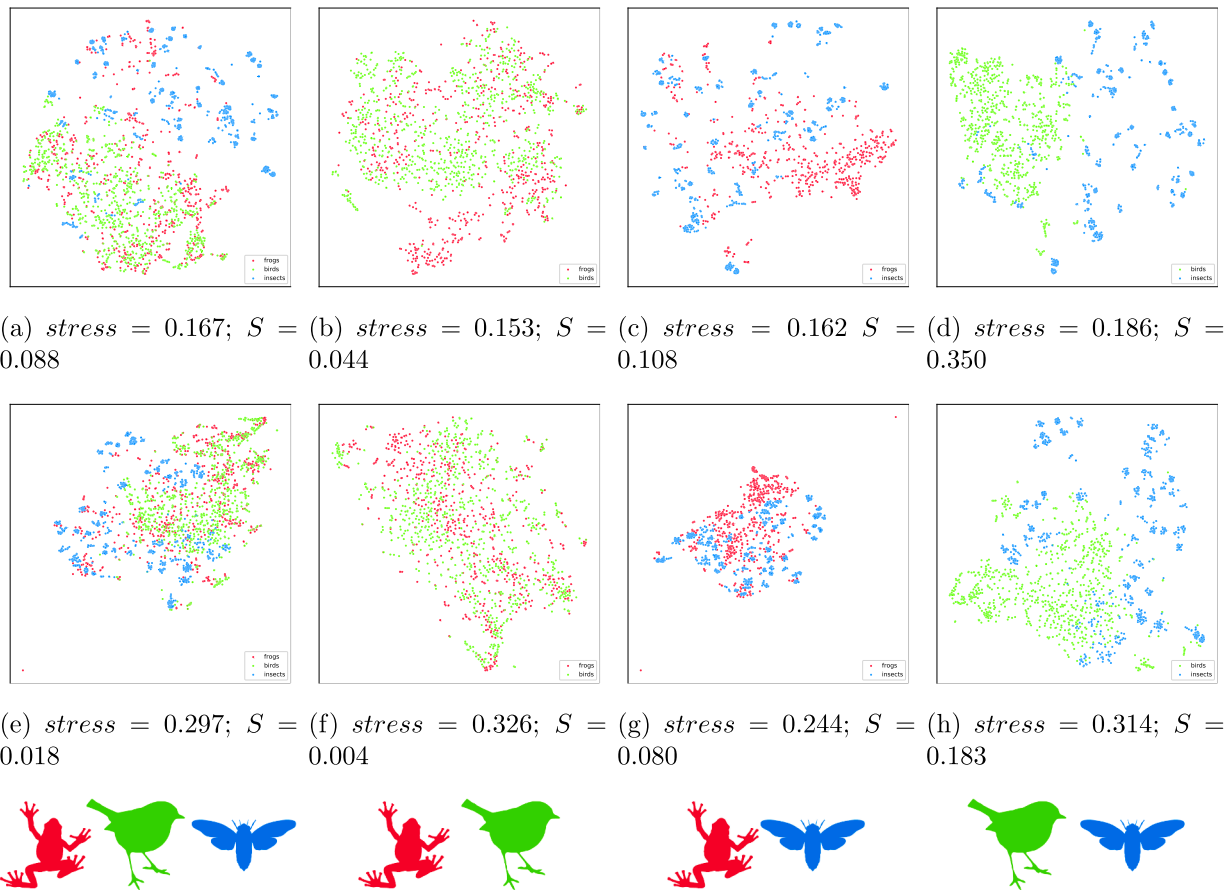 frogs
birds
insects
frogs
birds
frogs
insects
birds
insects
(a) stress = 0.167; S =
0.088
(b) stress = 0.153; S =
0.044
(c) stress = 0.162 S =
0.108
(d) stress = 0.186; S =
0.350
frogs
birds
insects
frogs
birds
frogs
insects
birds
insects
(e) stress = 0.297; S =
0.018
(f) stress = 0.326; S =
0.004
(g) stress = 0.244; S =
0.080
(h) stress = 0.314; S =
0.183